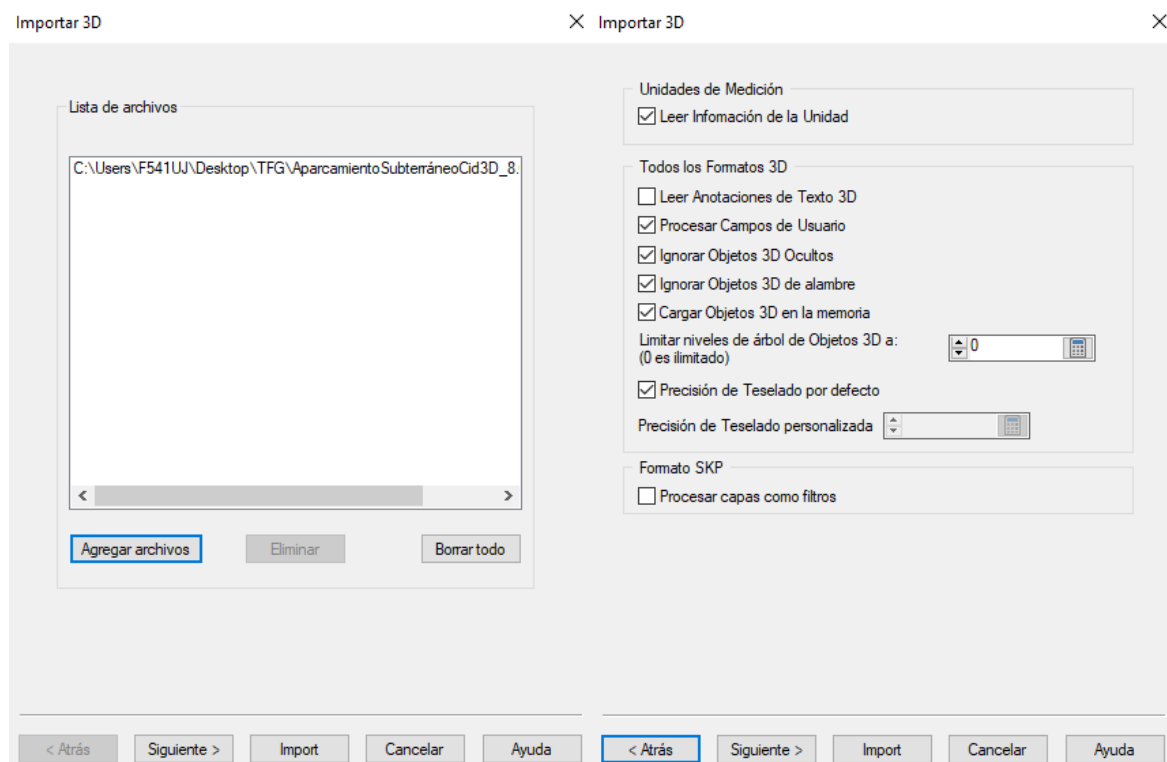 Importar 3D
Lista de archivos
C:\Users\F541UJ\Desktop\TFG\AparcamientoSubterráneoCid3D_8.
Agregar archivos
Eliminar
Borrar todo
< Atrás
Siguiente >
Import
Cancelar
Ayuda
Importar 3D
Unidades de Medición
Leer Infomación de la Unidad
Todos los Formatos 3D
Leer Anotaciones de Texto 3D
Procesar Campos de Usuario
Ignorar Objetos 3D Ocultos
Ignorar Objetos 3D de alambre
Cargar Objetos 3D en la memoria
Limitar niveles de árbol de Objetos 3D a:
(0 es ilimitado)
0
Precisión de Teselado por defecto
Precisión de Teselado personalizada
Formato SKP
Procesar capas como filtros
< Atrás
Siguiente >
Import
Cancelar
Ayuda